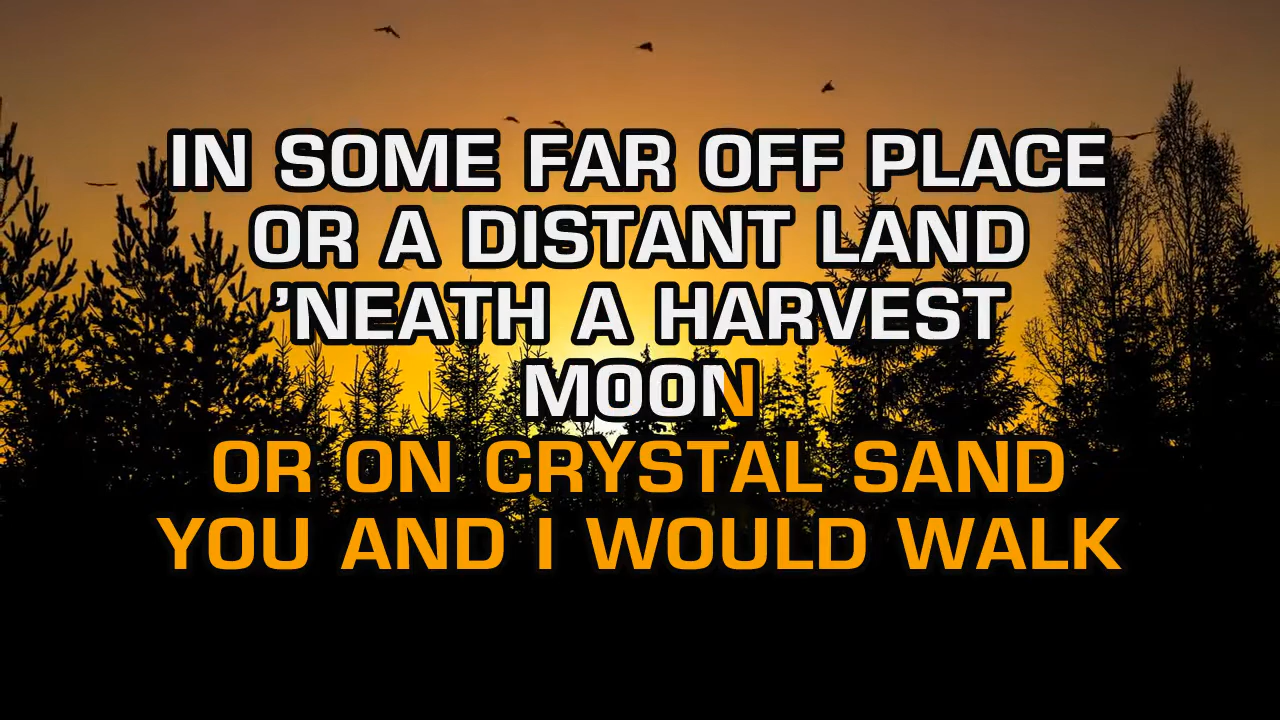 IN SOME FAR OFF PLACE
OR A DISTANT LAND
’NEATH A HARVEST
MOON
OR ON CRYSTAL SAND
YOU AND I WOULD WALK